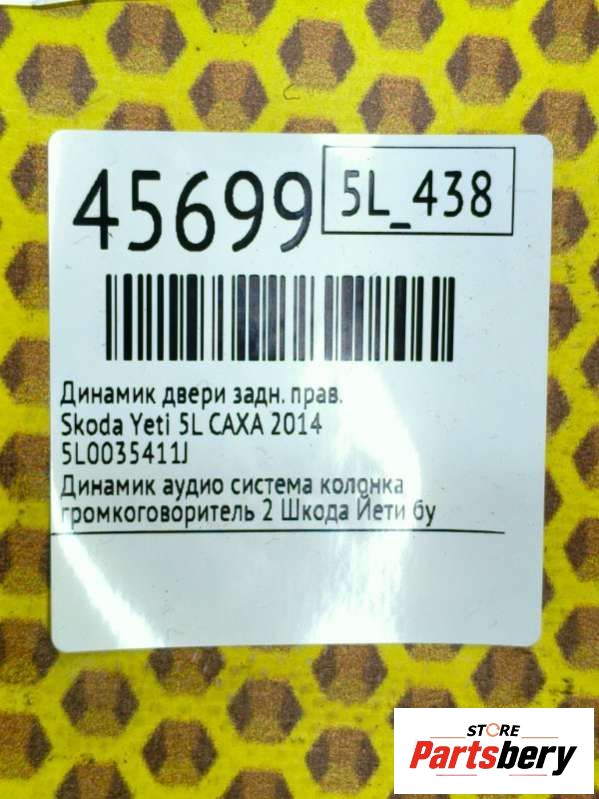 45699
5L_438
Динамик двери задн. прав.
Skoda Yeti 5L CAXA 2014
5L0035411J
Динамик аудио система колонка
громкоговоритель 2 Шкода Йети бу
STORE
Partsbery